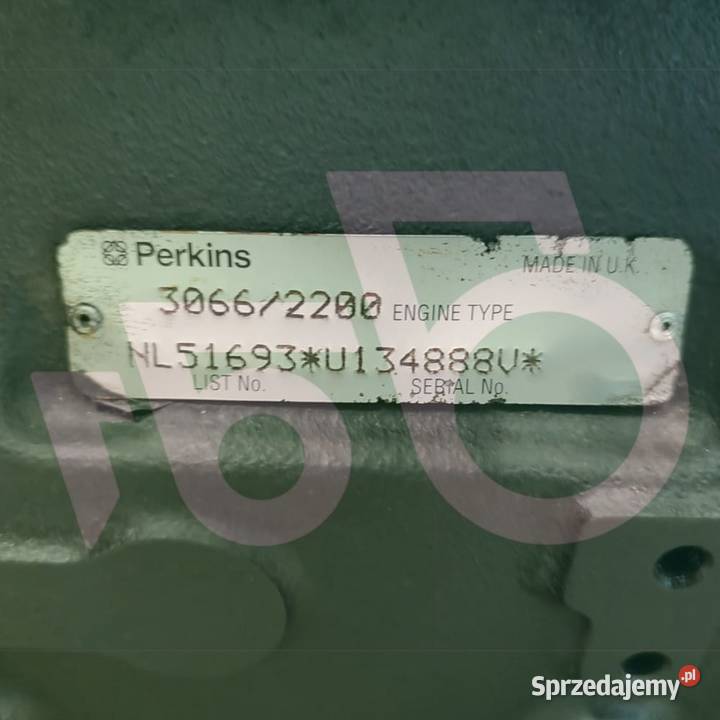 Perkins
MADE IN U.K.
3066/2200 ENGINE TYPE
NL51693*U134888V*
LIST No. SERIAL No.
Sprzedajemy.pl